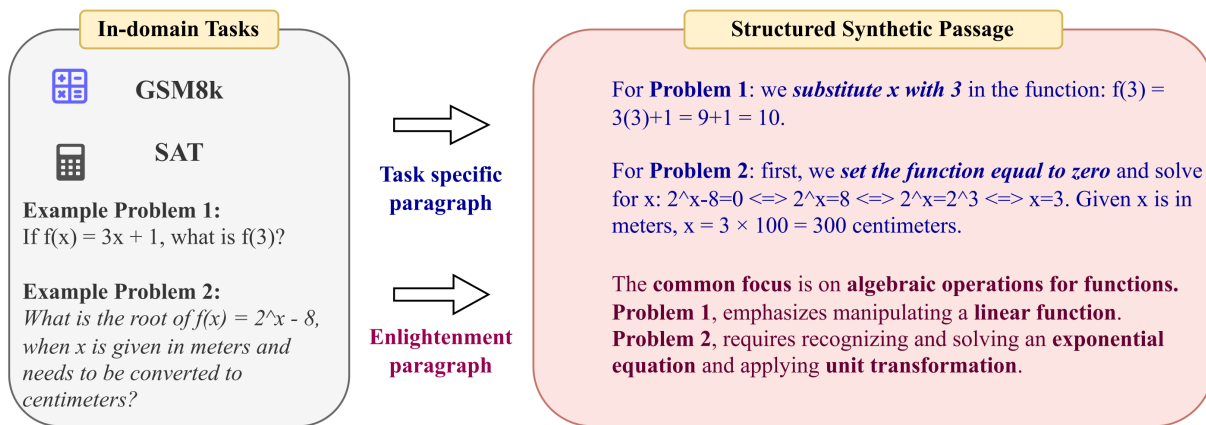 In-domain Tasks
GSM8k
SAT
Example Problem 1:
If f(x) = 3x + 1, what is f(3)?
Example Problem 2:
What is the root of f(x) = 2^x - 8,
when x is given in meters and
needs to be converted to
centimeters?
Task specific
paragraph
Enlightenment
paragraph
Structured Synthetic Passage
For Problem 1: we substitute x with 3 in the function: f(3) =
3(3)+1 = 9+1 = 10.
For Problem 2: first, we set the function equal to zero and solve
for x: 2^x-8=0 <=> 2^x=8 <=> 2^x=2^3 <=> x=3. Given x is in
meters, x = 3 × 100 = 300 centimeters.
The common focus is on algebraic operations for functions.
Problem 1, emphasizes manipulating a linear function.
Problem 2, requires recognizing and solving an exponential
equation and applying unit transformation.